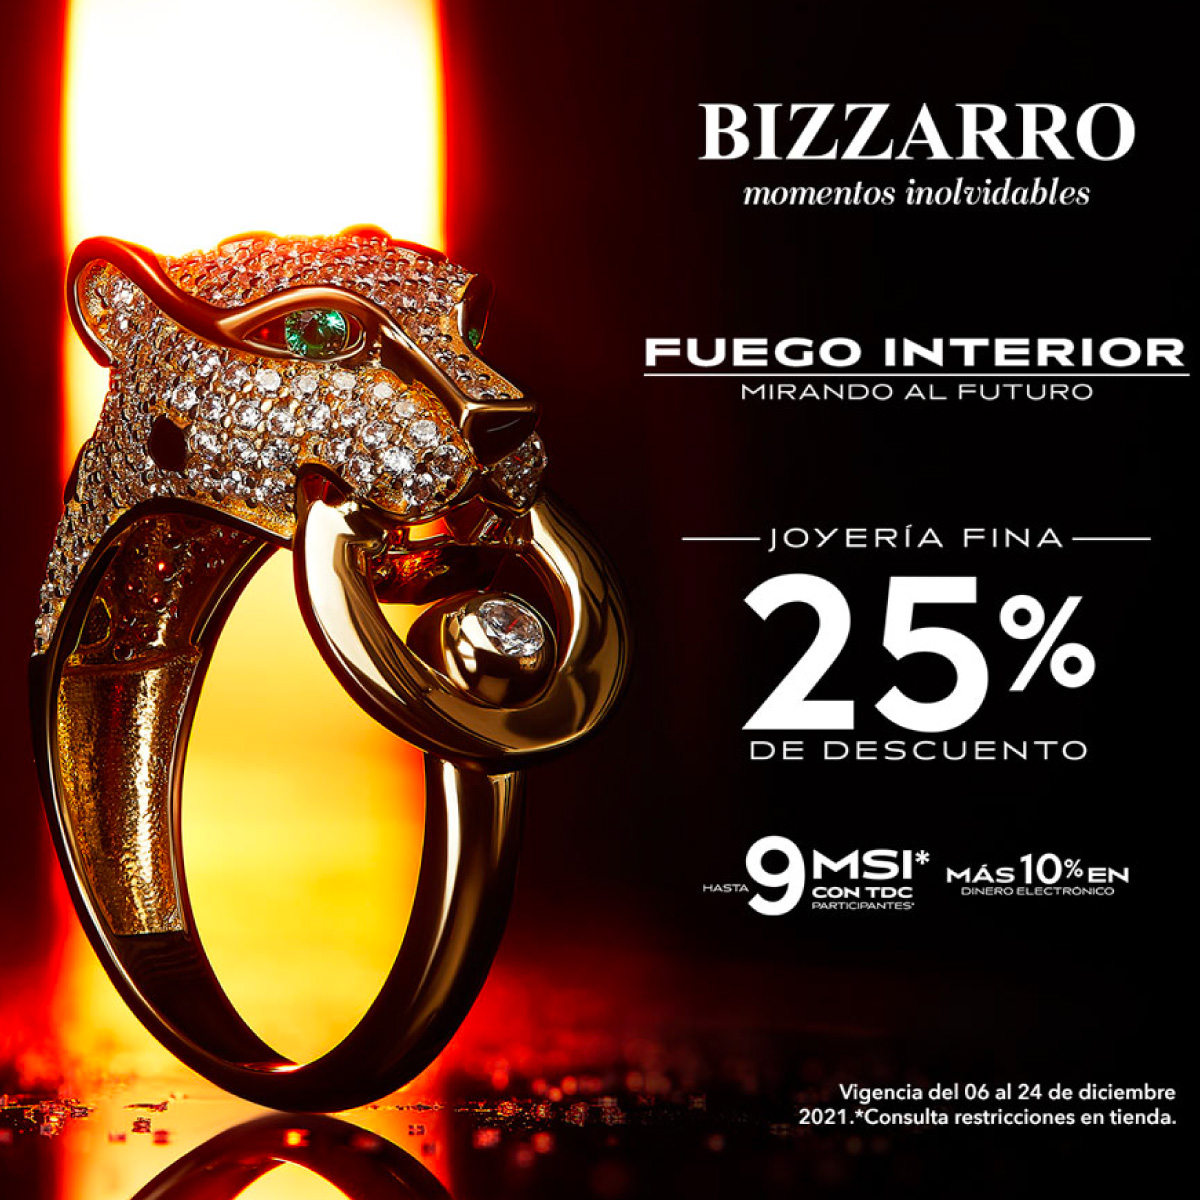 BIZZARRO
momentos inolvidables
FUEGO INTERIOR
MIRANDO AL FUTURO
JOYERÍA FINA
25%
DE DESCUENTO
HASTA 9 MSI*
CON TDC
PARTICIPANTES*
MÁS 10% EN
DINERO ELECTRÓNICO
Vigencia del 06 al 24 de diciembre
2021.*Consulta restricciones en tienda.